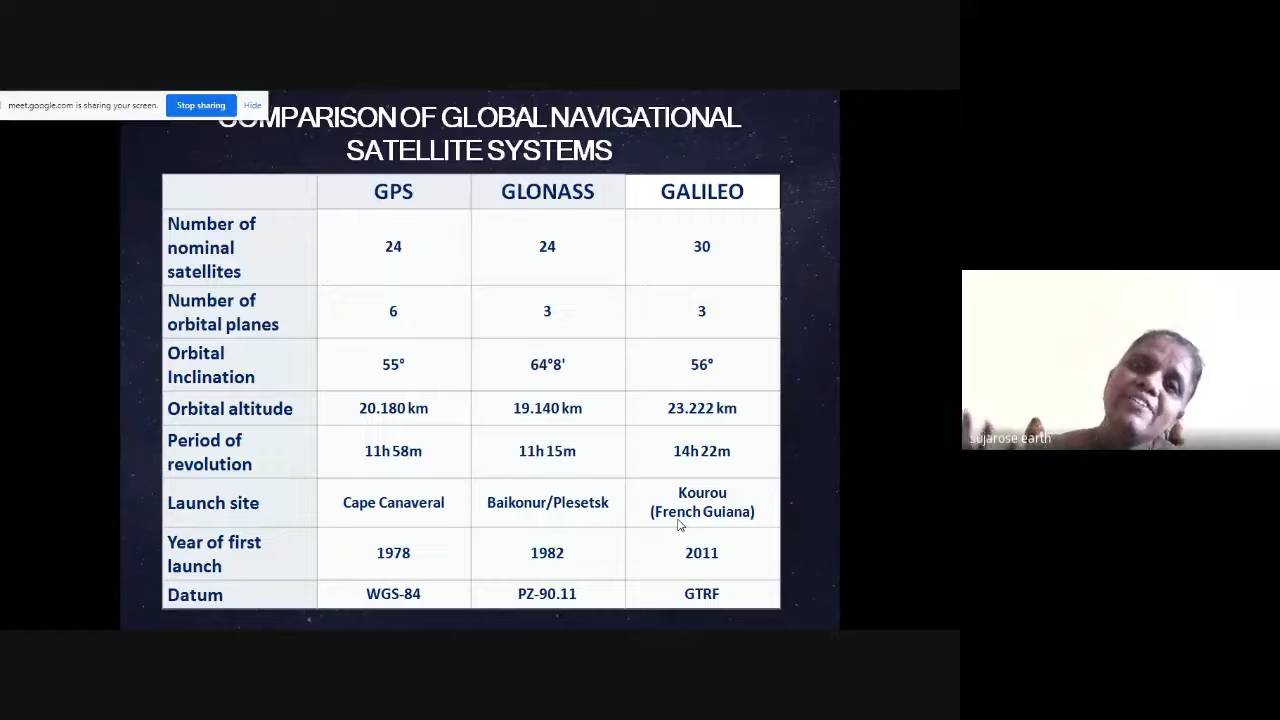 meet.google.com is sharing your screen. Stop sharing Hide
COMPARISON OF GLOBAL NAVIGATIONAL
SATELLITE SYSTEMS
GPS GLONASS GALILEO
Number of
nominal
satellites
24 24 30
Number of
orbital planes
6 3 3
Orbital
Inclination
55° 64°8' 56°
Orbital altitude 20.180 km 19.140 km 23.222 km
Period of
revolution
11h 58m 11h 15m 14h 22m
Launch site Cape Canaveral Baikonur/Plesetsk
Kourou
(French Guiana)
Year of first
launch
1978 1982 2011
Datum WGS-84 PZ-90.11 GTRF
sujarose earth